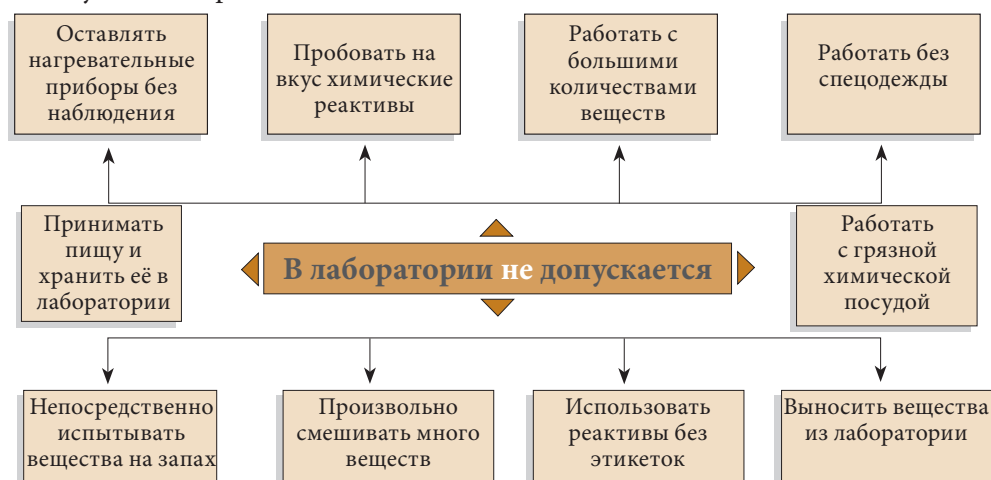 Оставлять
нагревательные
приборы без
наблюдения
Пробовать на
вкус химические
реактивы
Работать с
большими
количествами
веществ
Работать без
спецодежды
Принимать
пищу и
хранить её в
лаборатории
В лаборатории не допускается
Работать
с грязной
химической
посудой
Непосредственно
испытывать
вещества на запах
Произвольно
смешивать много
веществ
Использовать
реактивы без
этикеток
Выносить вещества
из лаборатории